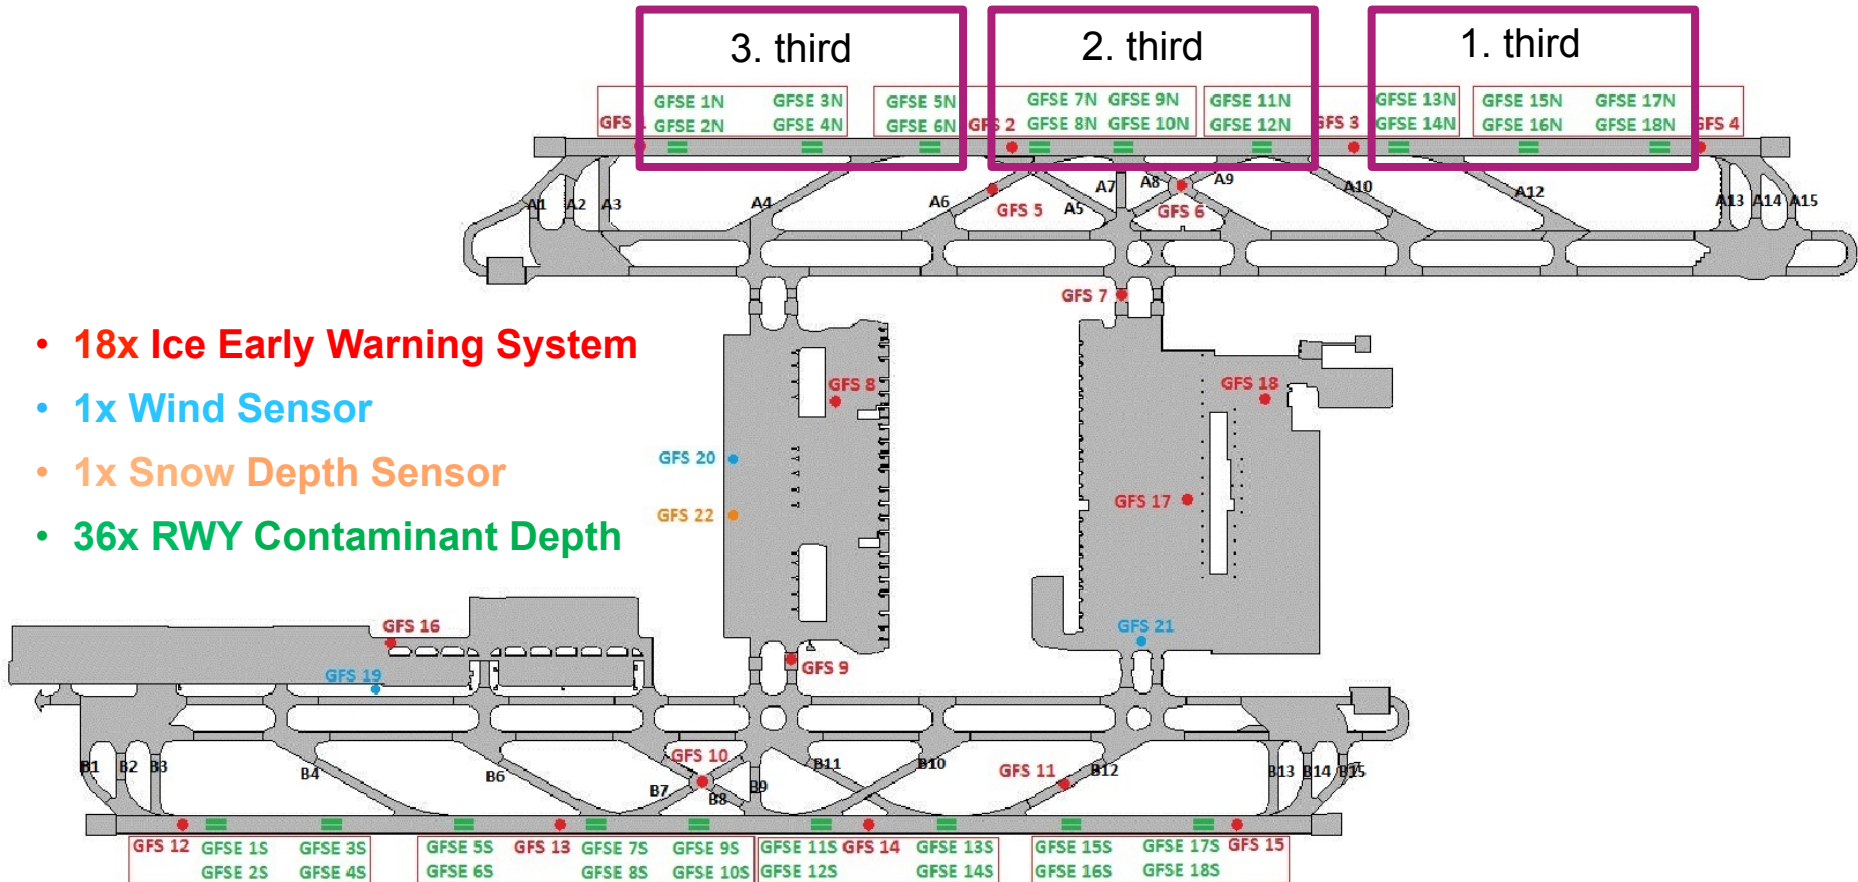 3. third
2. third
1. third
GFSE 1N GFSE 3N GFSE 5N GFSE 7N GFSE 9N GFSE 11N GFSE 13N GFSE 15N GFSE 17N
GFS 1 GFSE 2N GFSE 4N GFSE 6N GFS 2 GFSE 8N GFSE 10N GFSE 12N GFS 3 GFSE 14N GFSE 16N GFSE 18N GFS 4
A1 A2 A3 A4 A6 A5 A7 A8 A9 A10 A12 A13 A14 A15
GFS 5 GFS 6
GFS 7
• 18x Ice Early Warning System
• 1x Wind Sensor
• 1x Snow Depth Sensor
• 36x RWY Contaminant Depth
GFS 8
GFS 18
GFS 20
GFS 17
GFS 22
GFS 16
GFS 21
GFS 19
GFS 9
GFS 10
GFS 11
B1 B2 B3 B4 B6 B7 B8 B9 B11 B10 B12 B13 B14 B15
GFS 12 GFSE 1S GFSE 3S GFSE 5S GFS 13 GFSE 7S GFSE 9S GFSE 11S GFS 14 GFSE 13S GFSE 15S GFSE 17S GFS 15
GFSE 2S GFSE 4S GFSE 6S GFSE 8S GFSE 10S GFSE 12S GFSE 14S GFSE 16S GFSE 18S